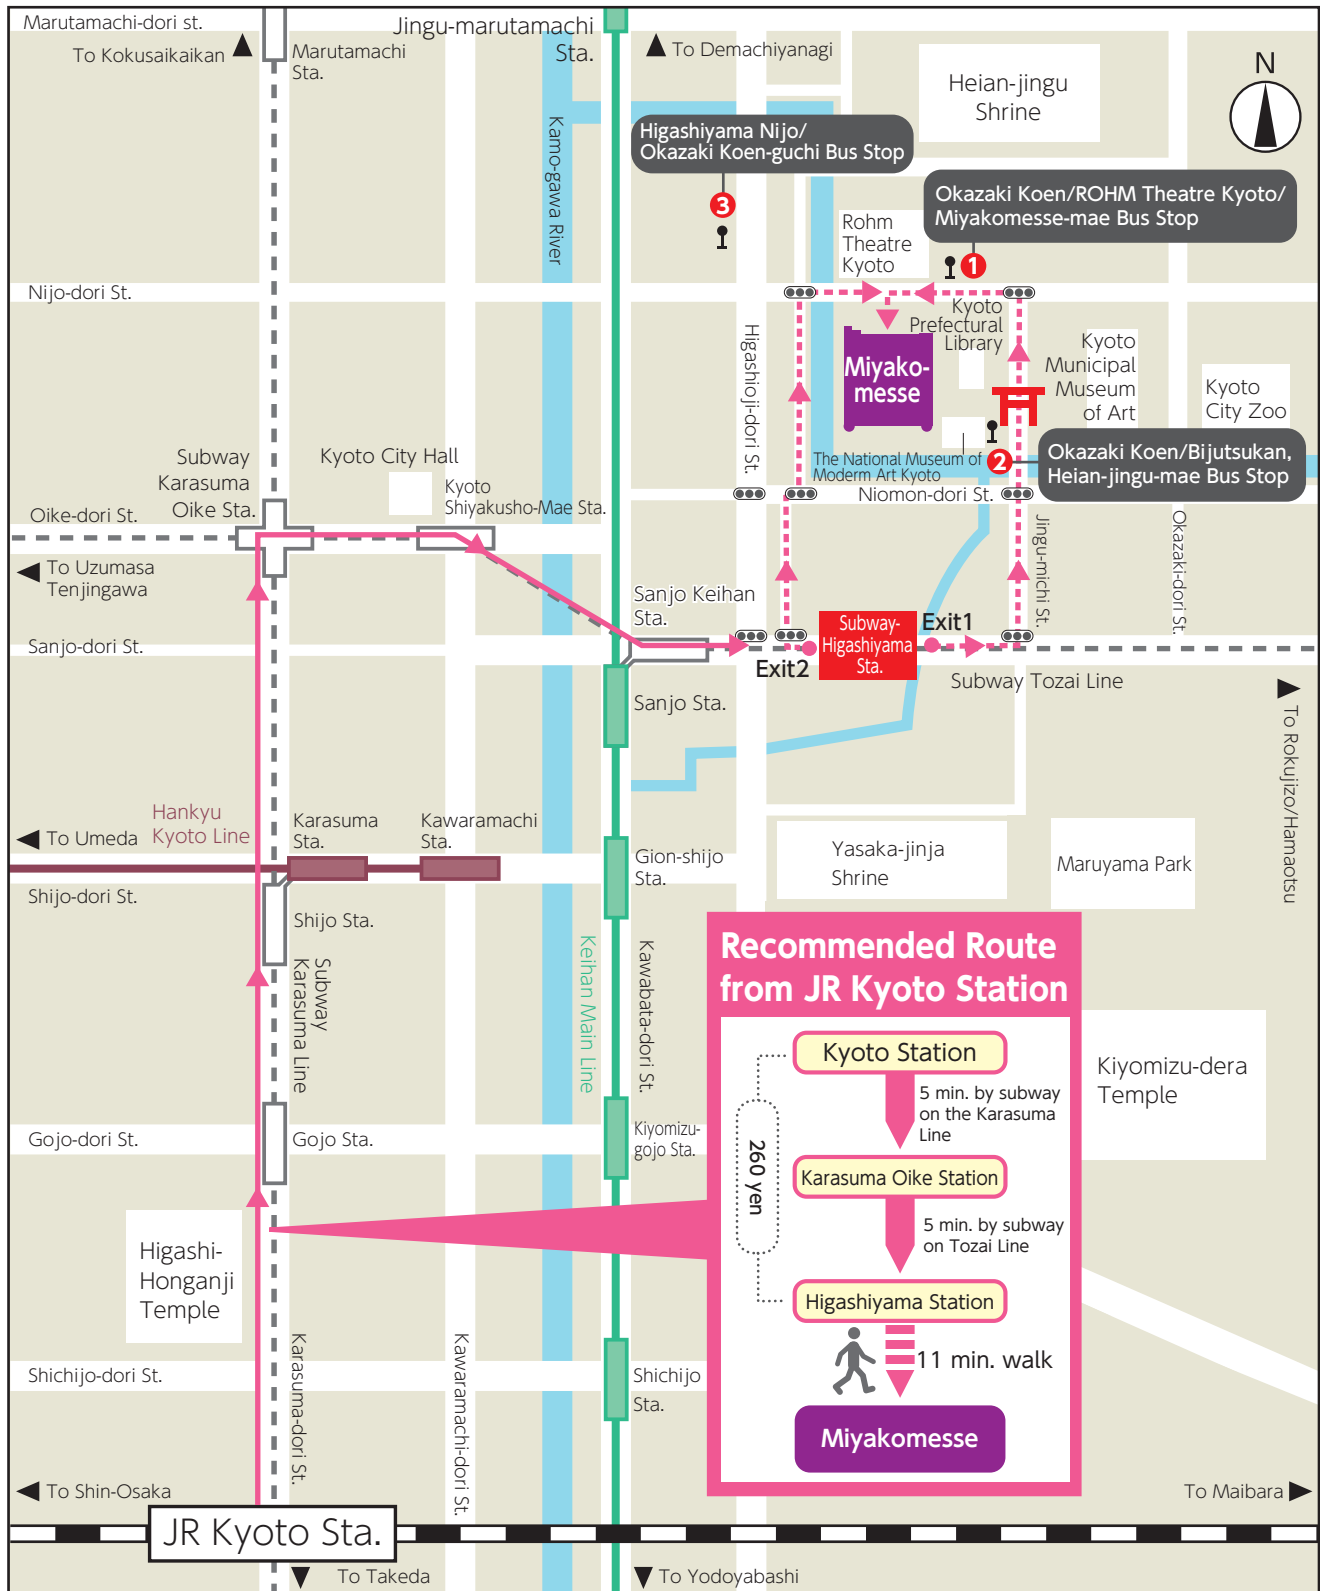 Marutamachi-dori st.
To Kokusaikaikan
Marutamachi
Sta.
Jingu-marutamachi
Sta.
To Demachiyanagi
Heian-jingu
Shrine
N
Kamo-gawa River
Higashiyama Nijo/
Okazaki Koen-guchi Bus Stop
3
Okazaki Koen/ROHM Theatre Kyoto/
Miyakomesse-mae Bus Stop
1
Rohm
Theatre
Kyoto
Nijo-dori St.
Kyoto
Prefectural
Library
Higashioji-dori St.
Miyako-
messe
Kyoto
Municipal
Museum
of Art
Kyoto
City Zoo
The National Museum of
Modern Art Kyoto
2
Okazaki Koen/Bijutsukan,
Heian-jingu-mae Bus Stop
Niomon-dori St.
Subway
Karasuma
Oike Sta.
Kyoto City Hall
Kyoto
Shiyakusho-Mae Sta.
Oike-dori St.
To Uzumasa
Tenjingawa
Jingu-michi St.
Okazaki-dori St.
Sanjo Keihan
Sta.
Sanjo-dori St.
Exit2
Subway-
Higashiyama
Sta.
Exit1
Subway Tozai Line
Sanjo Sta.
To Rokujizo/Hamaotsu
Hankyu
Kyoto Line
To Umeda
Karasuma
Sta.
Kawaramachi
Sta.
Gion-shijo
Sta.
Yasaka-jinja
Shrine
Maruyama Park
Shijo-dori St.
Shijo Sta.
Subway
Karasuma Line
Keihan Main Line
Kawabata-dori St.
Recommended Route
from JR Kyoto Station
Kyoto Station
5 min. by subway
on the Karasuma
Line
260 yen
Karasuma Oike Station
5 min. by subway
on Tozai Line
Higashiyama Station
11 min. walk
Miyakomesse
Kiyomizu-dera
Temple
Gojo-dori St.
Gojo Sta.
Kiyomizu-
gojo Sta.
Higashi-
Honganji
Temple
Karasuma-dori St.
Kawaramachi-dori St.
Shichijo-dori St.
Shichijo
Sta.
To Shin-Osaka
To Maibara
JR Kyoto Sta.
To Takeda
To Yodoyabashi